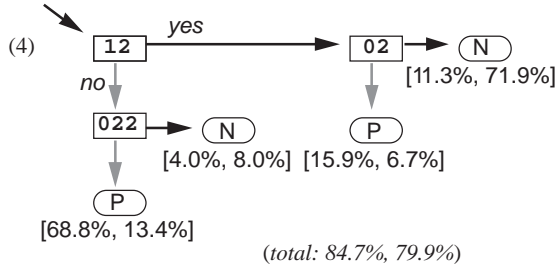 yes
(4) 12 02 N
[11.3%, 71.9%]
no
022 N P
[4.0%, 8.0%] [15.9%, 6.7%]
P
[68.8%, 13.4%]
(total: 84.7%, 79.9%)